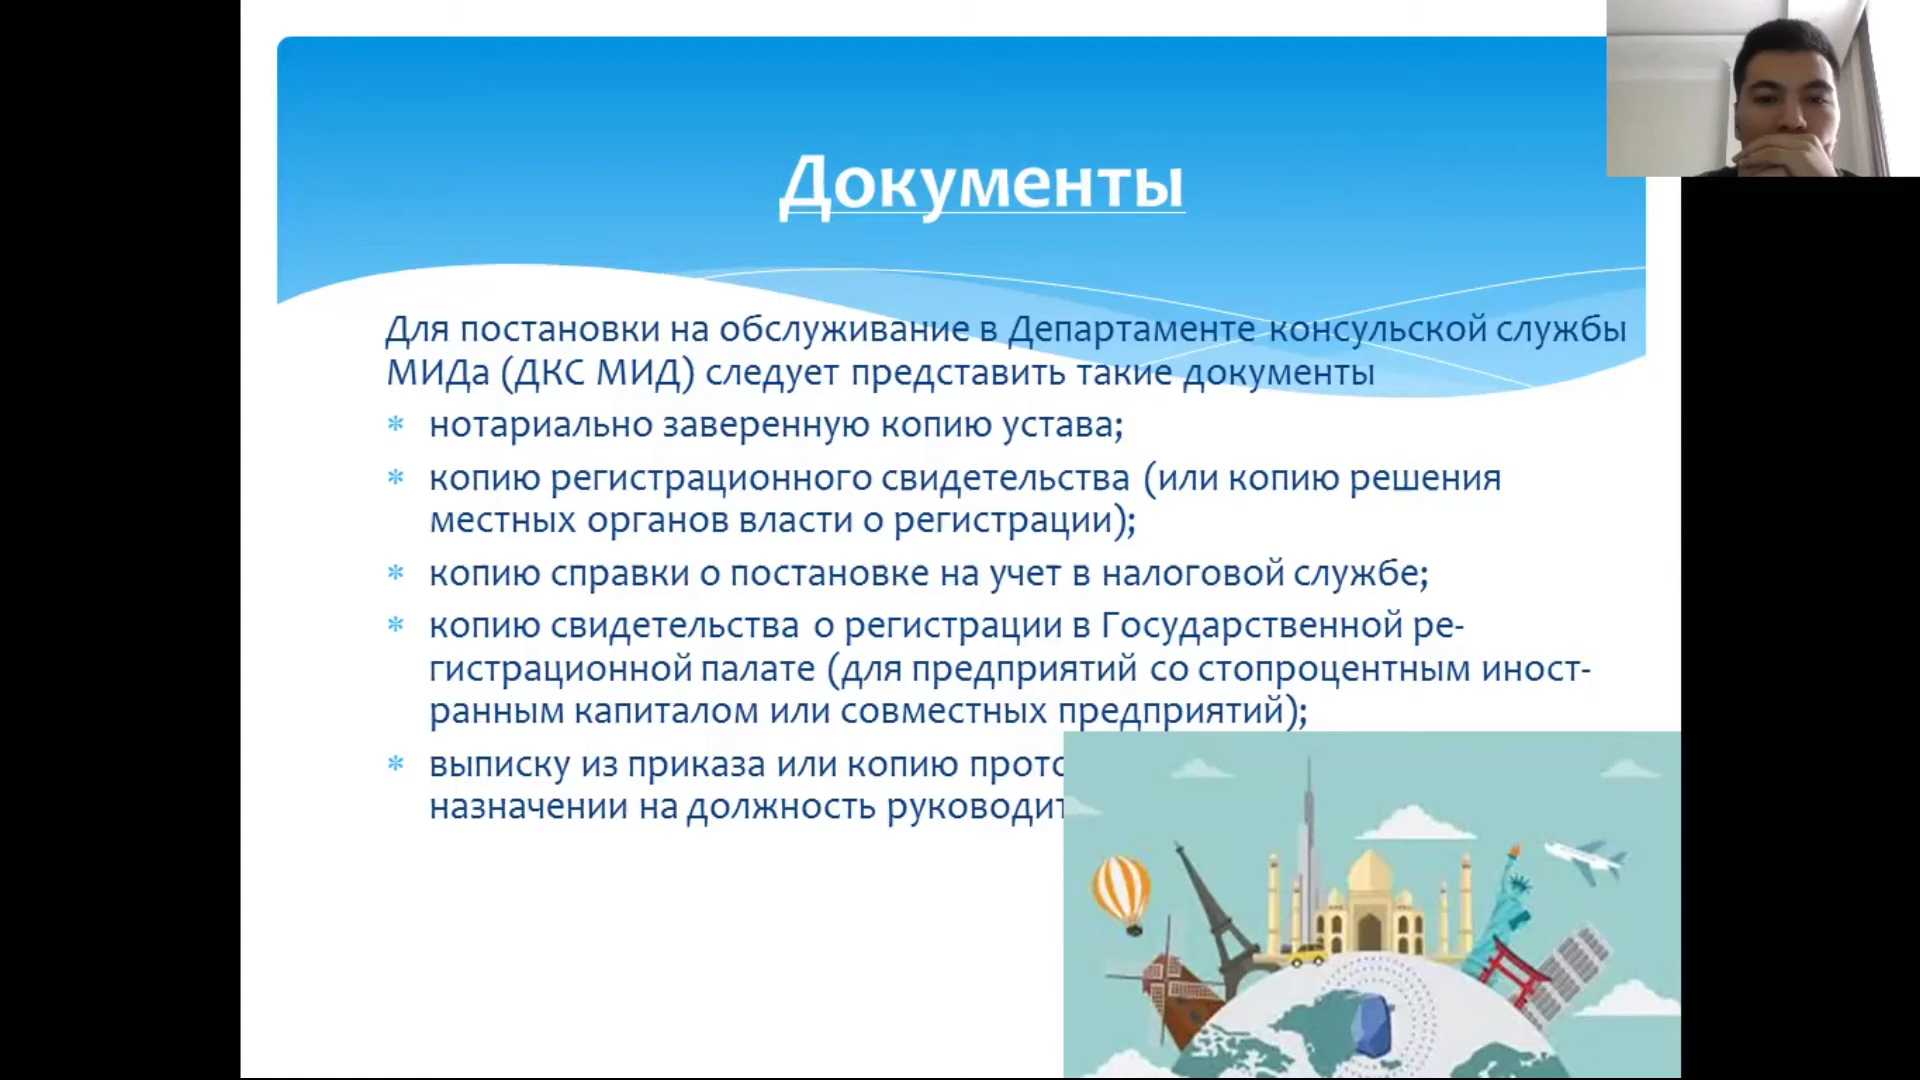 Документы
Для постановки на обслуживание в Департаменте консульской службы
МИДа (ДКС МИД) следует представить такие документы
* нотариально заверенную копию устава;
* копию регистрационного свидетельства (или копию решения
местных органов власти о регистрации);
* копию справки о постановке на учет в налоговой службе;
* копию свидетельства о регистрации в Государственной ре-
гистрационной палате (для предприятий со стопроцентным иност-
ранным капиталом или совместных предприятий);
* выписку из приказа или копию
назначении на должность